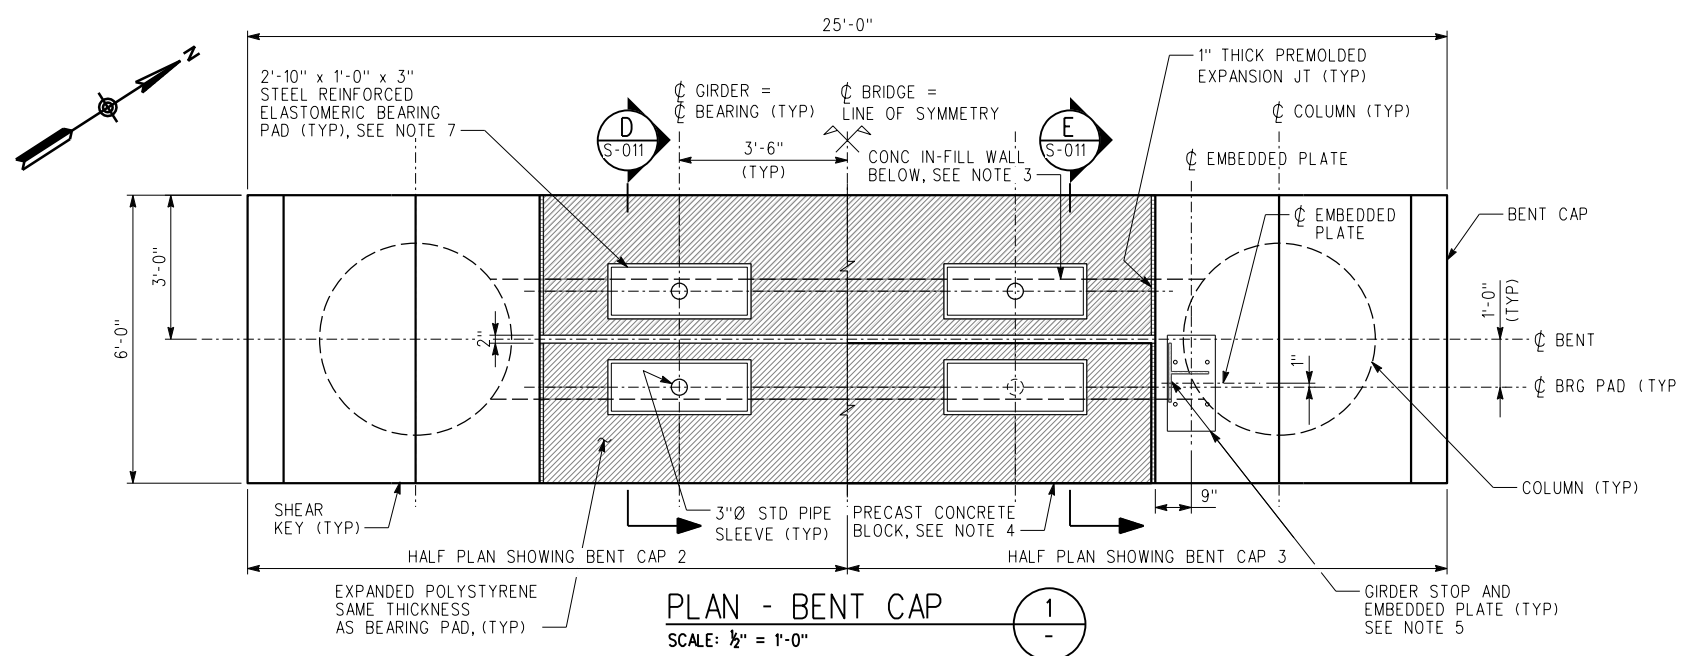 25'-0"
N
2'-10" x 1'-0" x 3"
STEEL REINFORCED
ELASTOMERIC BEARING
PAD (TYP), SEE NOTE 7
℄ GIRDER =
℄ BEARING (TYP)
℄ BRIDGE =
LINE OF SYMMETRY
1" THICK PREMOLDED
EXPANSION JT (TYP)
℄ COLUMN (TYP)
D
S-011
E
S-011
3'-6"
(TYP)
CONC IN-FILL WALL
BELOW, SEE NOTE 3
℄ EMBEDDED PLATE
℄ EMBEDDED
PLATE
BENT CAP
6'-0"
3'-0"
2"
1'-0"
(TYP)
1"
℄ BENT
℄ BRG PAD (TYP
COLUMN (TYP)
9"
SHEAR
KEY (TYP)
3"Ø STD PIPE
SLEEVE (TYP)
PRECAST CONCRETE
BLOCK, SEE NOTE 4
HALF PLAN SHOWING BENT CAP 2
HALF PLAN SHOWING BENT CAP 3
EXPANDED POLYSTYRENE
SAME THICKNESS
AS BEARING PAD, (TYP)
GIRDER STOP AND
EMBEDDED PLATE (TYP)
SEE NOTE 5
PLAN - BENT CAP
SCALE: ½" = 1'-0"
1
-